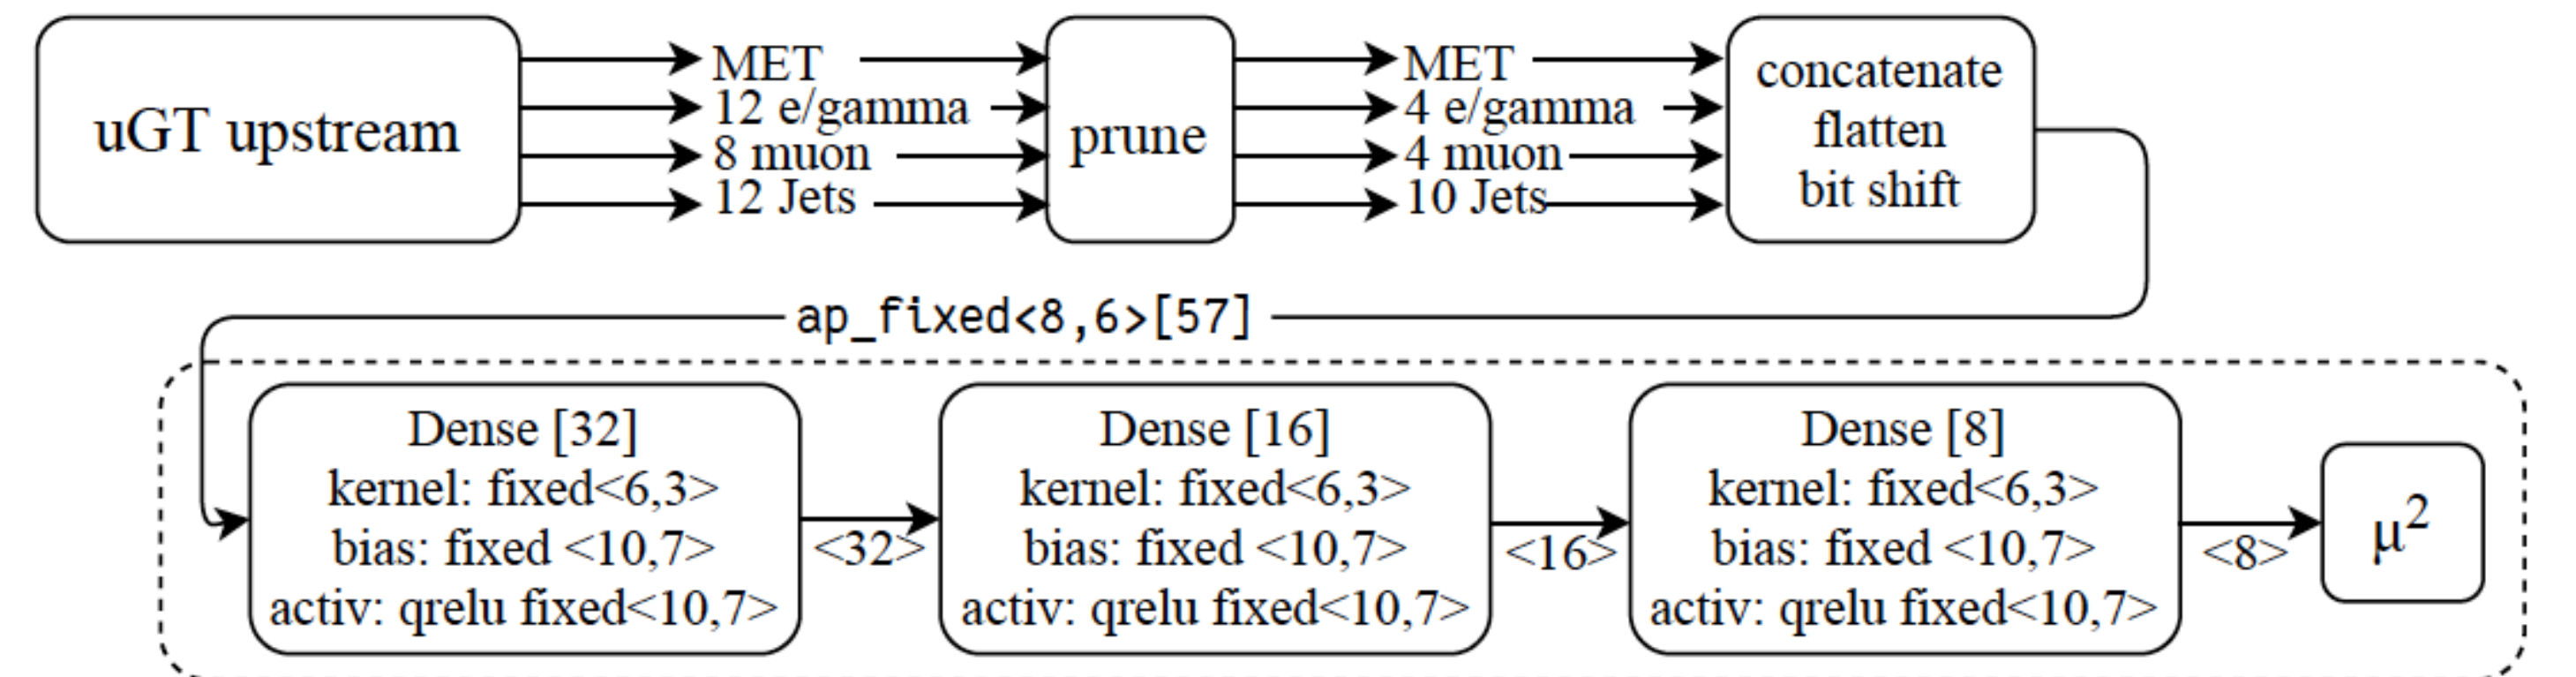 uGT upstream
MET
12 e/gamma
8 muon
12 Jets
prune
MET
4 e/gamma
4 muon
10 Jets
concatenate
flatten
bit shift
ap_fixed<8,6>[57]
Dense [32]
kernel: fixed<6,3>
bias: fixed <10,7>
activ: qrelu fixed<10,7>
<32>
Dense [16]
kernel: fixed<6,3>
bias: fixed <10,7>
activ: qrelu fixed<10,7>
<16>
Dense [8]
kernel: fixed<6,3>
bias: fixed <10,7>
activ: qrelu fixed<10,7>
<8>
μ²